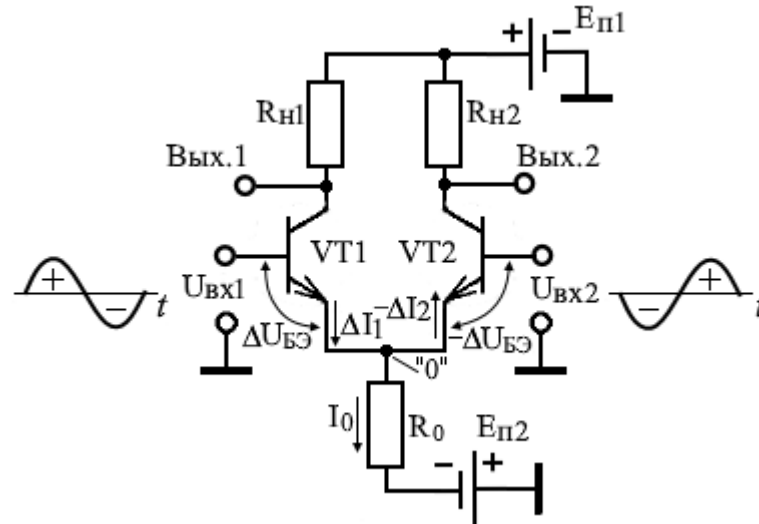 + − Eп1
Rн1
Rн2
Вых.1
Вых.2
VT1
VT2
+
−
t
Uвх1
Uвх2
−
+
t
ΔUБЭ
ΔI1
−ΔI2
−ΔUБЭ
"0"
I0
R0
Eп2
− +